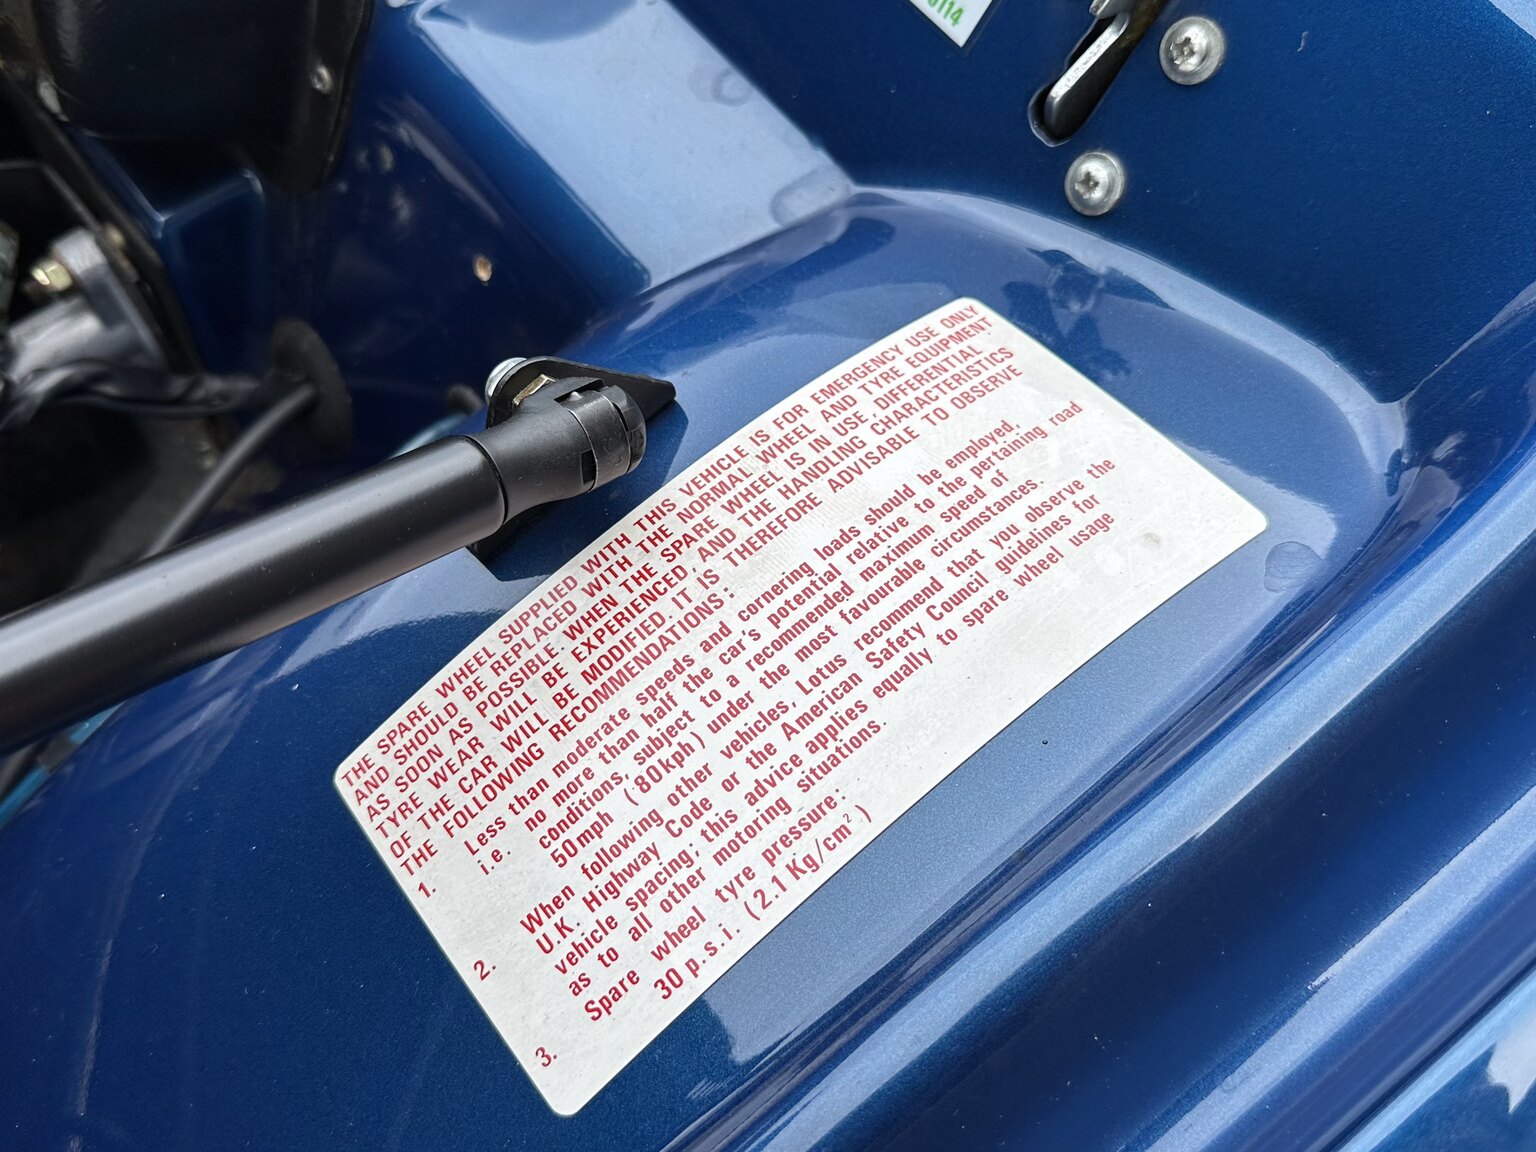 0114
THE SPARE WHEEL SUPPLIED WITH THIS VEHICLE IS FOR EMERGENCY USE ONLY
AND SHOULD BE REPLACED WITH THE NORMAL WHEEL AND TYRE EQUIPMENT
AS SOON AS POSSIBLE. WHEN THE SPARE WHEEL IS IN USE, DIFFERENTIAL
TYRE WEAR WILL BE EXPERIENCED, AND THE HANDLING CHARACTERISTICS
OF THE CAR WILL BE MODIFIED. IT IS THEREFORE ADVISABLE TO OBSERVE
THE FOLLOWING RECOMMENDATIONS:
1. Less than moderate speeds and cornering loads should be employed,
i.e. no more than half the car's potential relative to the pertaining road
conditions, subject to a recommended maximum speed of
50mph (80kph) under the most favourable circumstances.
2. When following other vehicles, Lotus recommend that you observe the
U.K. Highway Code or the American Safety Council guidelines for
vehicle spacing; this advice applies equally to spare wheel usage
as to all other motoring situations.
3. Spare wheel tyre pressure:
30 p.s.i. (2.1 Kg/cm²)